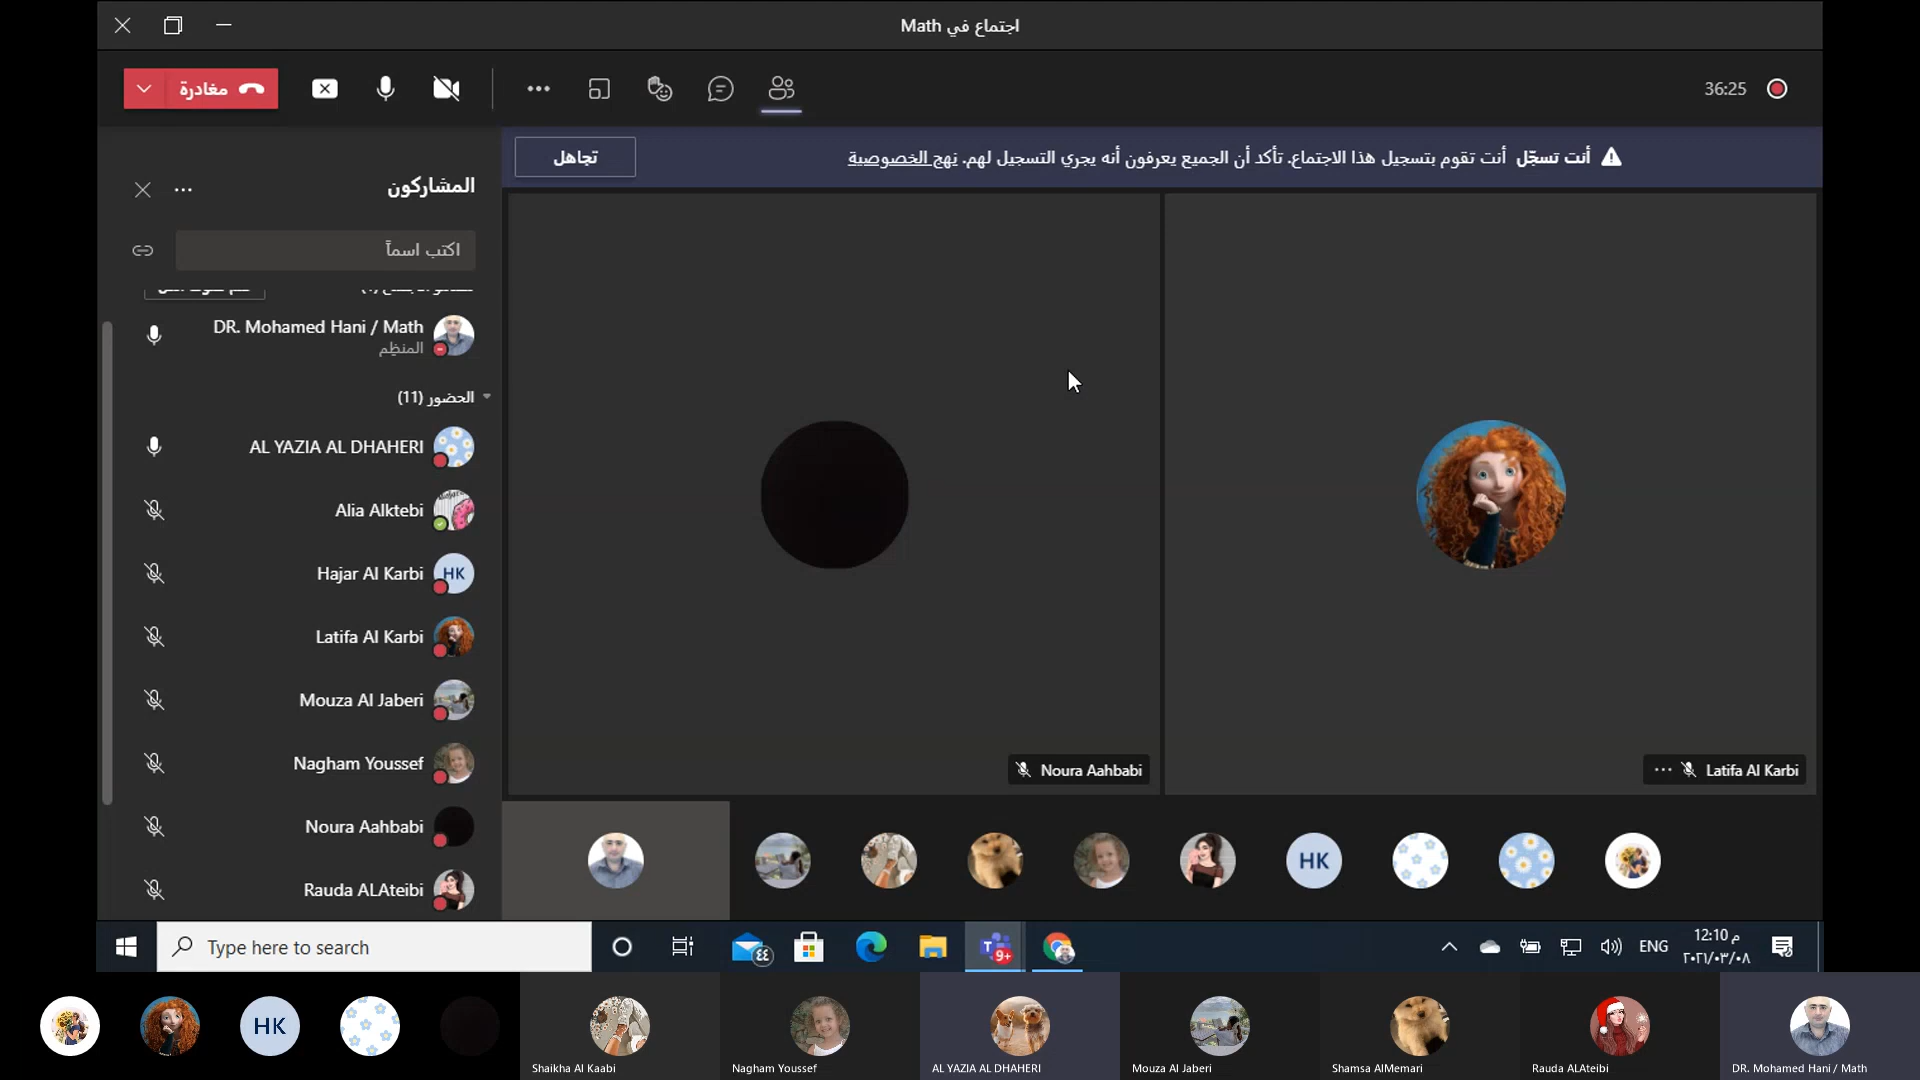 اجتماع في Math
مغادرة
36:25
أنت تسجّل أنت تقوم بتسجيل هذا الاجتماع. تأكد أن الجميع يعرفون أنه يجري التسجيل لهم. نهج الخصوصية
تجاهل
المشاركون
اكتب اسماً
DR. Mohamed Hani / Math
المنظِم
الحضور (11)
AL YAZIA AL DHAHERI
Alia Alktebi
HK
Hajar Al Karbi
Latifa Al Karbi
Mouza Al Jaberi
Nagham Youssef
Noura Aahbabi
Rauda ALAteibi
Noura Aahbabi
Latifa Al Karbi
HK
Type here to search
٤٤
9+
ENG
12:10 م
٢٠٢١/٠٣/٠٨
HK
Shaikha Al Kaabi
Nagham Youssef
AL YAZIA AL DHAHERI
Mouza Al Jaberi
Shamsa AlMemari
Rauda ALAteibi
DR. Mohamed Hani / Math